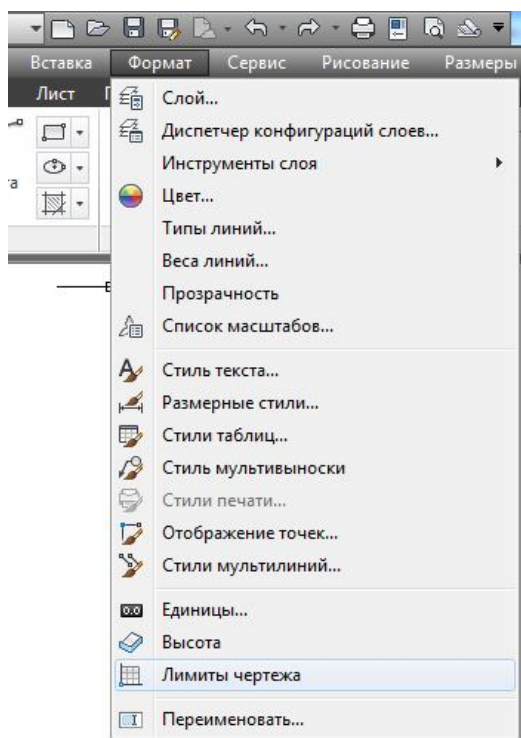 Вставка Формат Сервис Рисование Размеры
Лист
Слой...
Диспетчер конфигураций слоев...
Инструменты слоя
Цвет...
Типы линий...
Веса линий...
Прозрачность
Список масштабов...
Стиль текста...
Размерные стили...
Стили таблиц...
Стиль мультивыноски
Стили печати...
Отображение точек...
Стили мультилиний...
0.0 Единицы...
Высота
Лимиты чертежа
Переименовать...